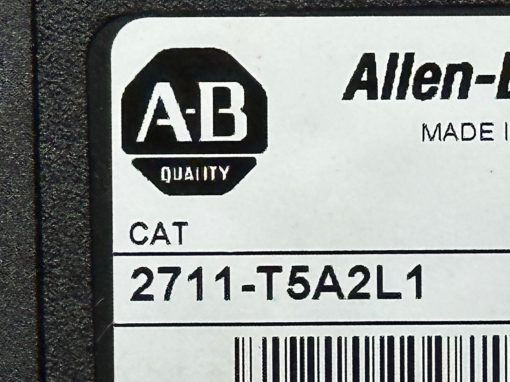 A-B
QUALITY
Allen-B
MADE I
CAT
2711-T5A2L1